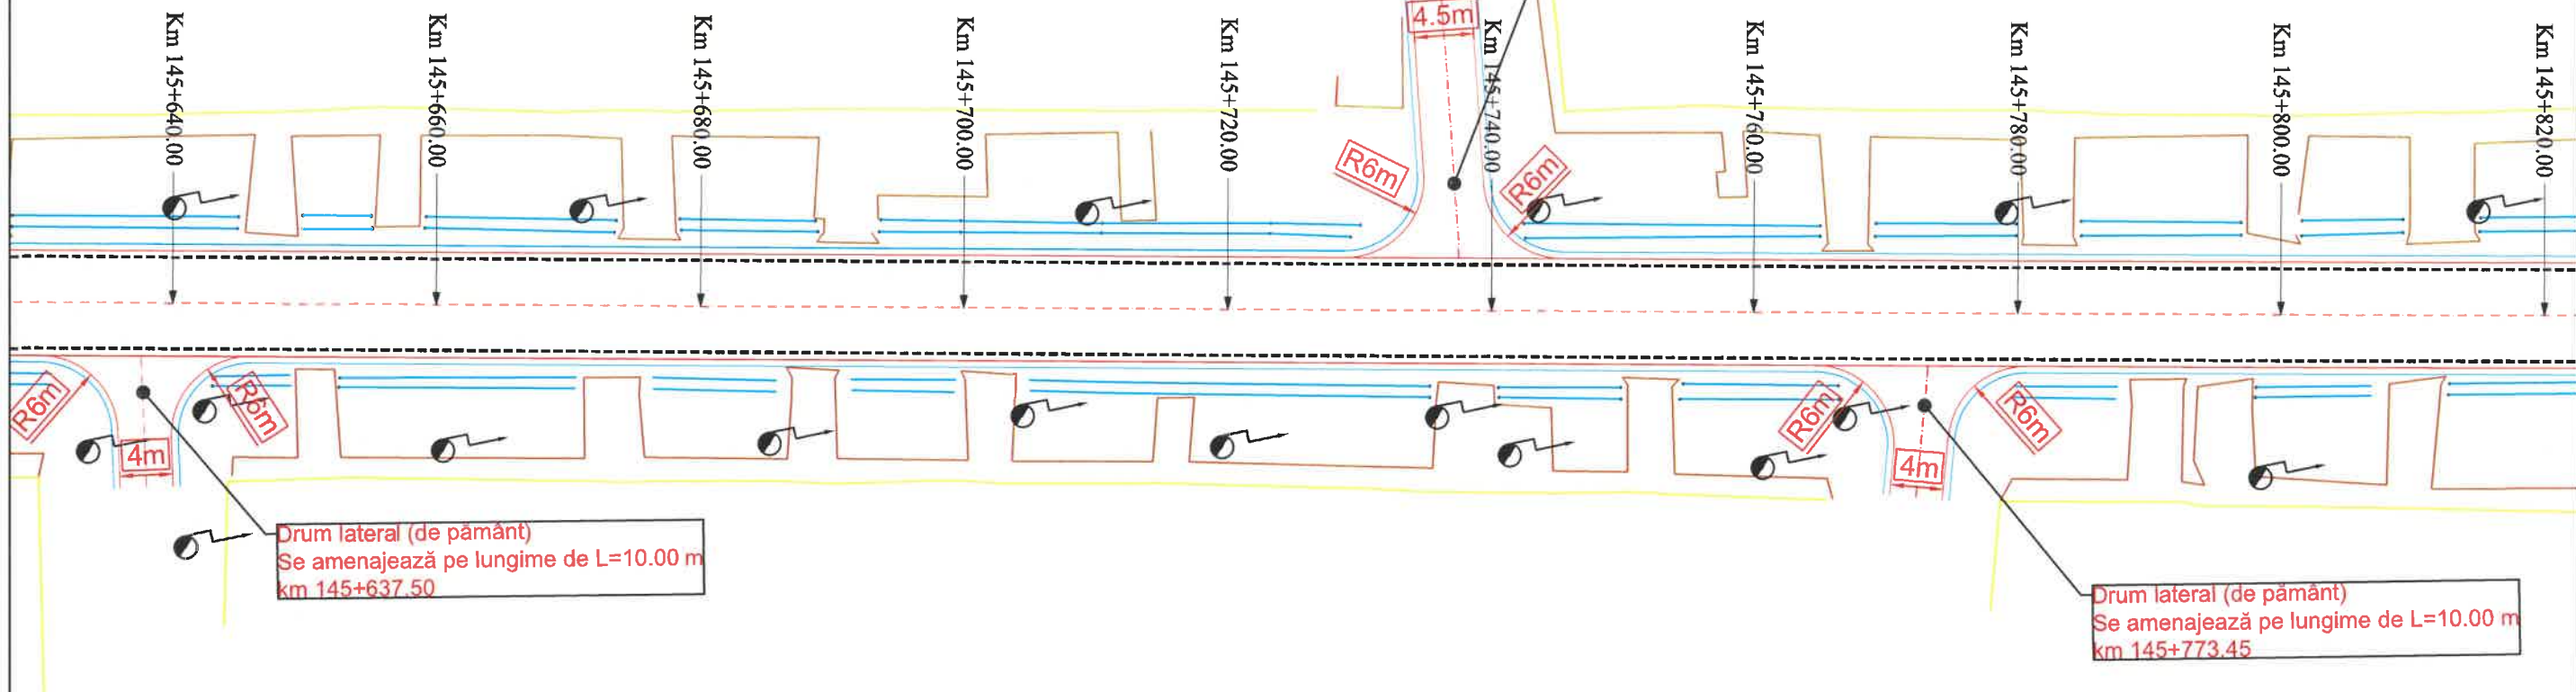 Km 145+640.00
Km 145+660.00
Km 145+680.00
Km 145+700.00
Km 145+720.00
4.5m
Km 145+740.00
Km 145+760.00
Km 145+780.00
Km 145+800.00
Km 145+820.00
R6m
R6m
R6m
R6m
4m
R6m
R6m
4m
Drum lateral (de pământ)
Se amenajează pe lungime de L=10.00 m
km 145+637.50
Drum lateral (de pământ)
Se amenajează pe lungime de L=10.00 m
km 145+773.45